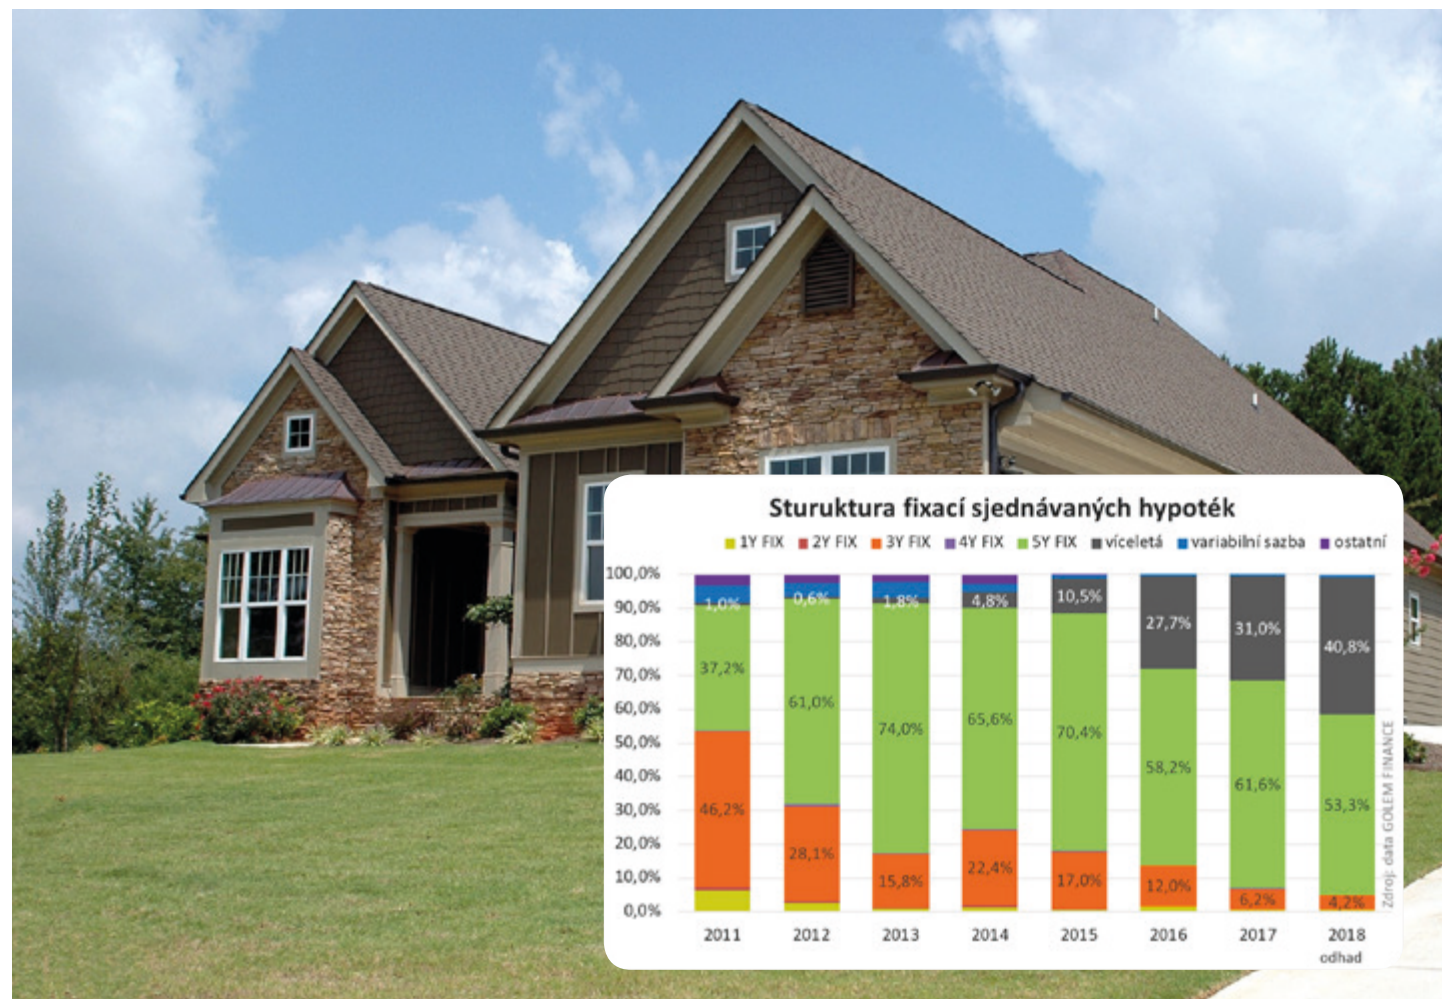 Sturuktura fixací sjednávaných hypoték
1Y FIX 2Y FIX 3Y FIX 4Y FIX 5Y FIX víceletá variabilní sazba ostatní
100,0%
90,0%
80,0%
70,0%
60,0%
50,0%
40,0%
30,0%
20,0%
10,0%
0,0%
1,0% 0,6% 1,8% 4,8% 10,5% 27,7% 31,0% 40,8%
37,2% 61,0% 74,0% 65,6% 70,4% 58,2% 61,6% 53,3%
46,2% 28,1% 15,8% 22,4% 17,0% 12,0% 6,2% 4,2%
2011 2012 2013 2014 2015 2016 2017 2018
odhad
Zdroj: data GOLEM FINANCE